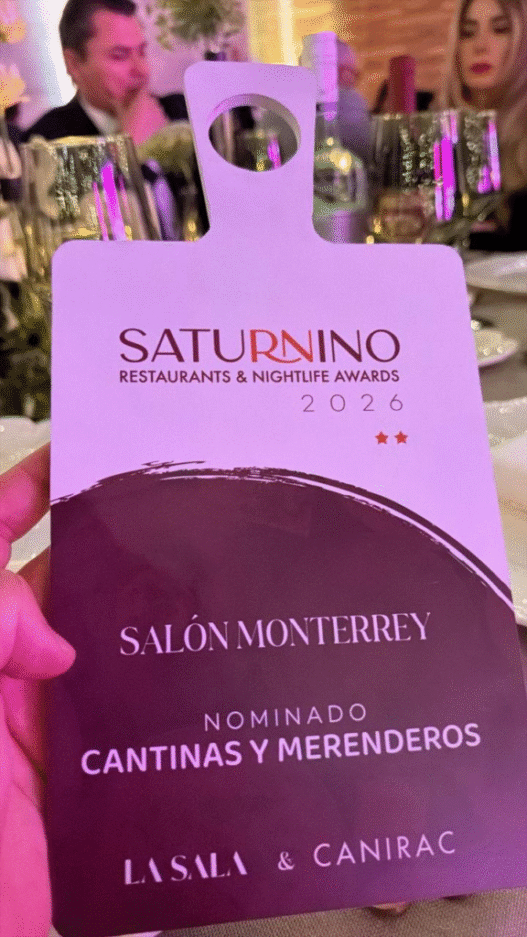 SATURNINO
RESTAURANTS & NIGHTLIFE AWARDS
2026
SALÓN MONTERREY
NOMINADO
CANTINAS Y MERENDEROS
LA SALA & CANIRAC